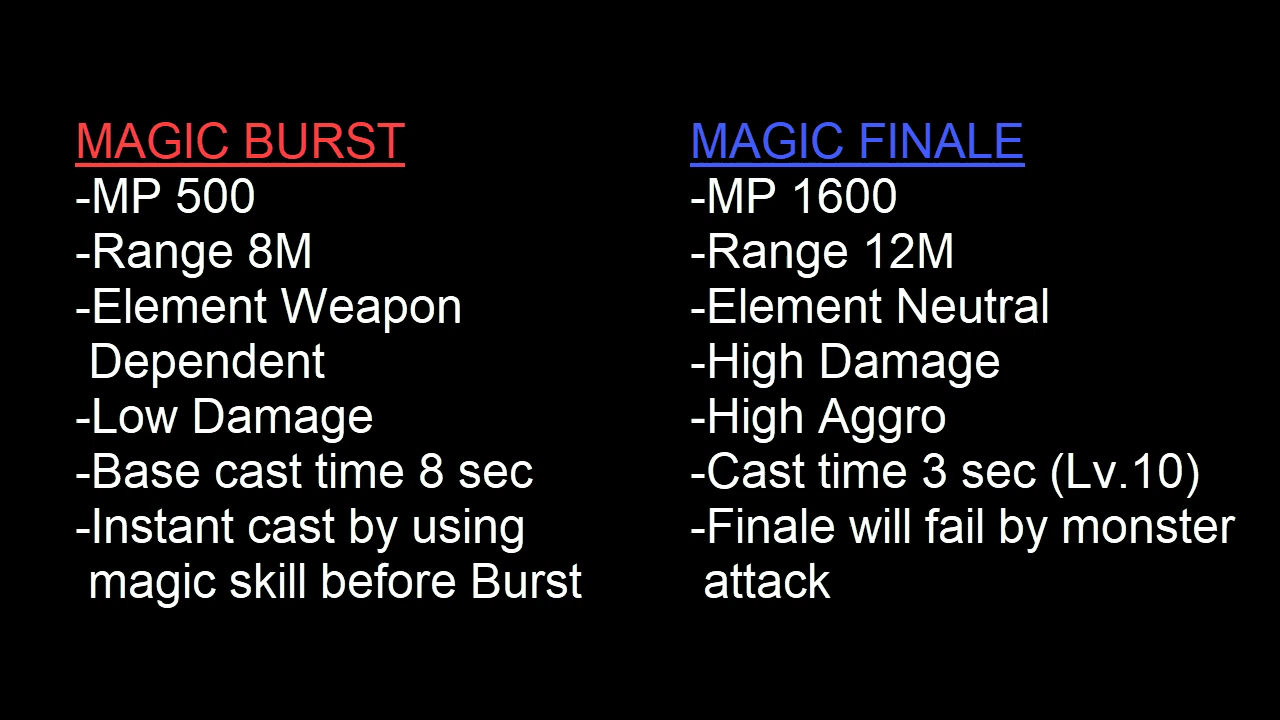 MAGIC BURST
-MP 500
-Range 8M
-Element Weapon
Dependent
-Low Damage
-Base cast time 8 sec
-Instant cast by using
magic skill before Burst
MAGIC FINALE
-MP 1600
-Range 12M
-Element Neutral
-High Damage
-High Aggro
-Cast time 3 sec (Lv.10)
-Finale will fail by monster
attack